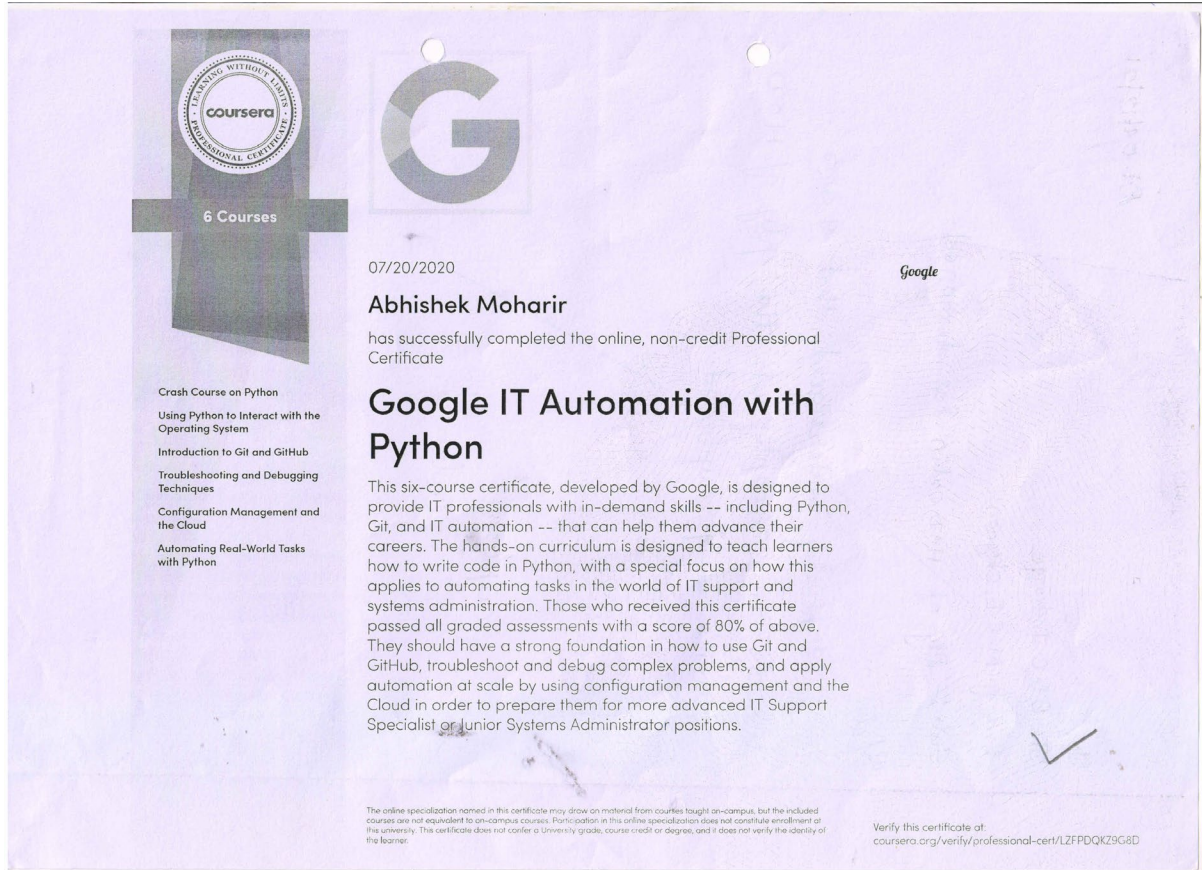 LEARNING WITHOUT LIMITS
coursera
PROFESSIONAL CERTIFICATE
6 Courses
G
07/20/2020
Abhishek Moharir
has successfully completed the online, non-credit Professional
Certificate
Google IT Automation with
Python
This six-course certificate, developed by Google, is designed to
provide IT professionals with in-demand skills -- including Python,
Git, and IT automation -- that can help them advance their
careers. The hands-on curriculum is designed to teach learners
how to write code in Python, with a special focus on how this
applies to automating tasks in the world of IT support and
systems administration. Those who received this certificate
passed all graded assessments with a score of 80% of above.
They should have a strong foundation in how to use Git and
GitHub, troubleshoot and debug complex problems, and apply
automation at scale by using configuration management and the
Cloud in order to prepare them for more advanced IT Support
Specialist or Junior Systems Administrator positions.
Google
Crash Course on Python
Using Python to Interact with the
Operating System
Introduction to Git and GitHub
Troubleshooting and Debugging
Techniques
Configuration Management and
the Cloud
Automating Real-World Tasks
with Python
The online specialization named in this certificate may draw on material from courses taught on-campus, but the included
courses are not equivalent to on-campus courses. Participation in this online specialization does not constitute enrollment at
this university. This certificate does not confer a University grade, course credit or degree, and it does not verify the identity of
the learner.
Verify this certificate at:
coursera.org/verify/professional-cert/LZFPDQKZ9G8D